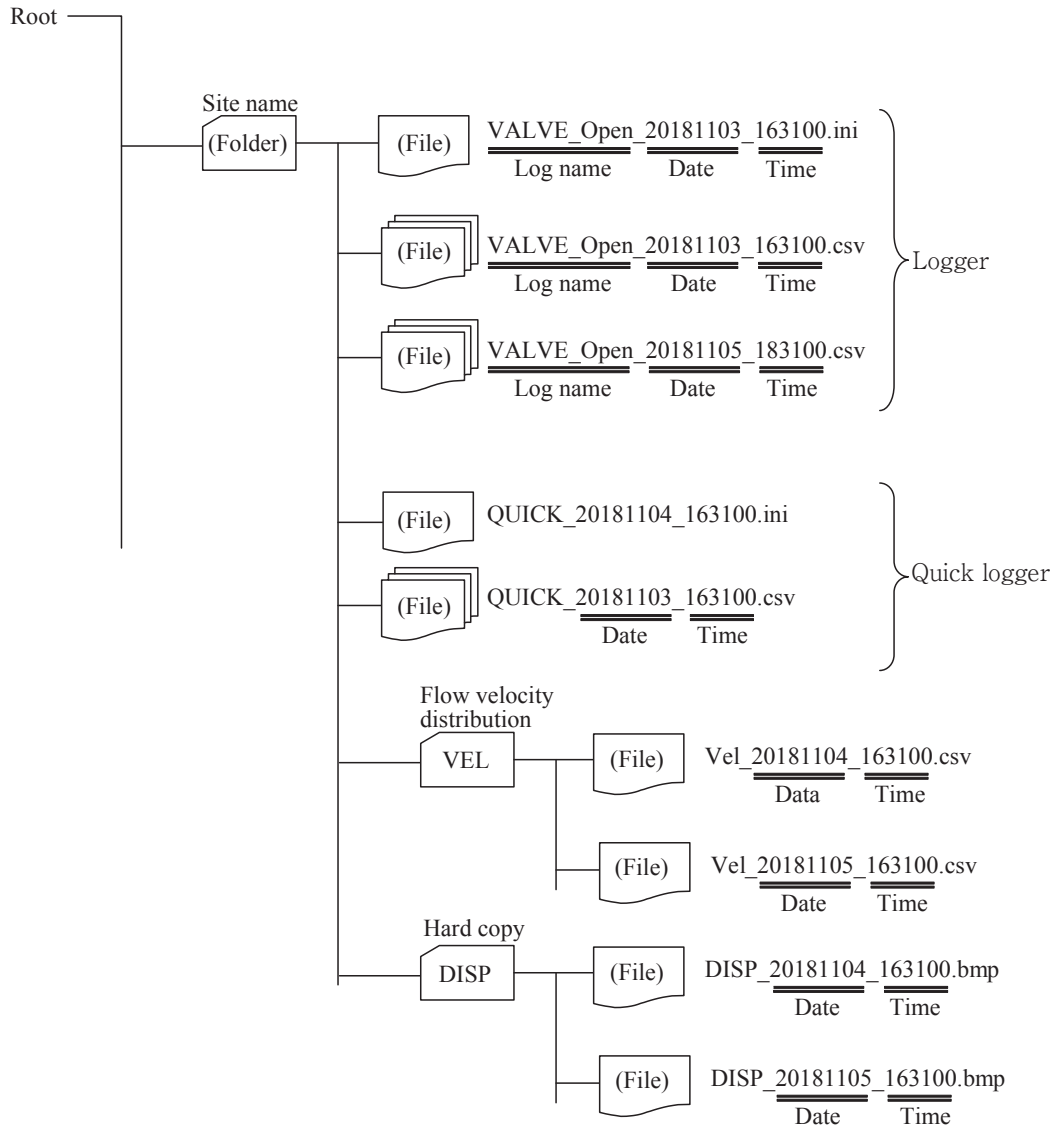 Root
Site name
(Folder)
(File)
VALVE_Open_20181103_163100.ini
Log name Date Time
(File)
VALVE_Open_20181103_163100.csv
Log name Date Time
Logger
(File)
VALVE_Open_20181105_183100.csv
Log name Date Time
(File)
QUICK_20181104_163100.ini
Quick logger
(File)
QUICK_20181103_163100.csv
Date Time
Flow velocity
distribution
VEL
(File)
Vel_20181104_163100.csv
Data Time
(File)
Vel_20181105_163100.csv
Date Time
Hard copy
DISP
(File)
DISP_20181104_163100.bmp
Date Time
(File)
DISP_20181105_163100.bmp
Date Time